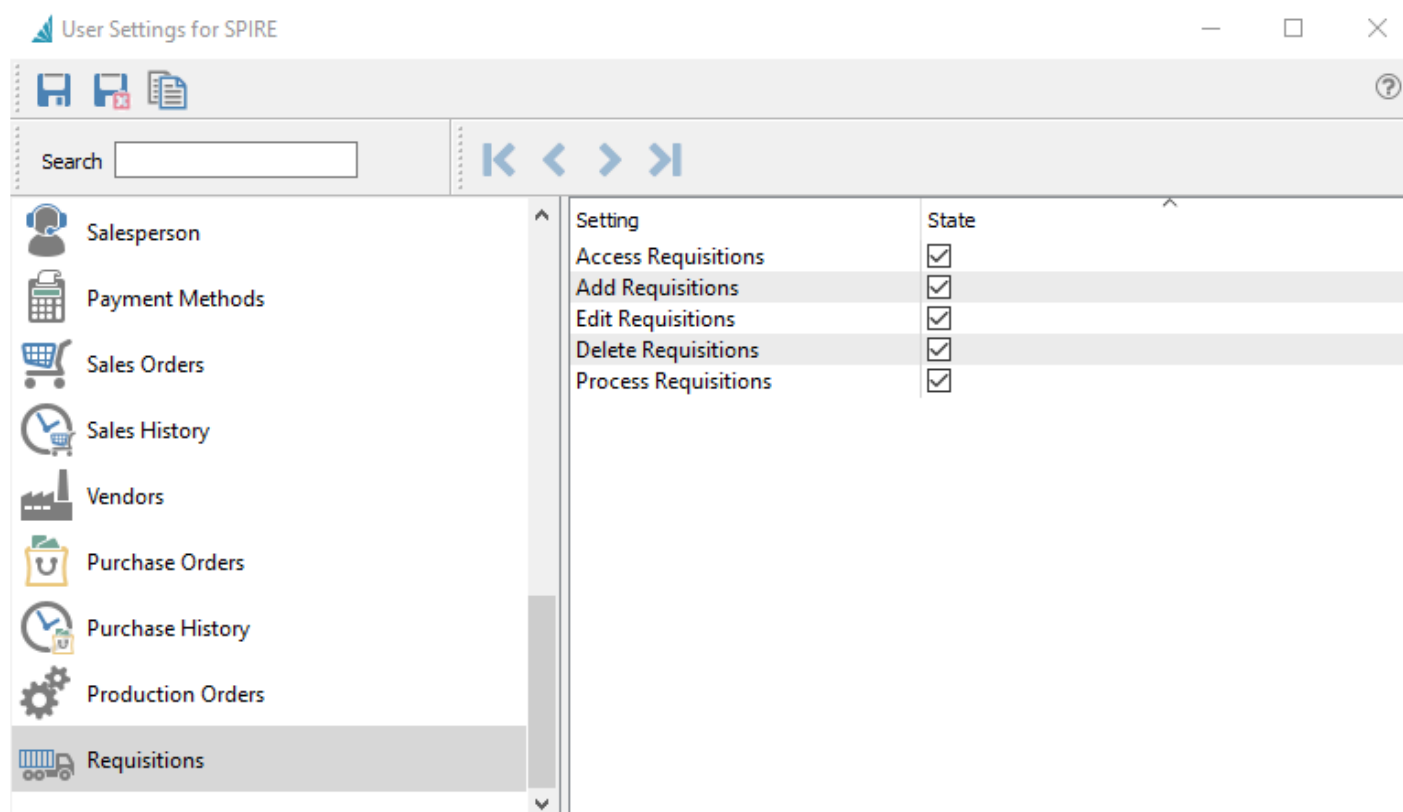 User Settings for SPIRE
Search
Salesperson
Payment Methods
Sales Orders
Sales History
Vendors
Purchase Orders
Purchase History
Production Orders
Requisitions
Setting State
Access Requisitions
Add Requisitions
Edit Requisitions
Delete Requisitions
Process Requisitions